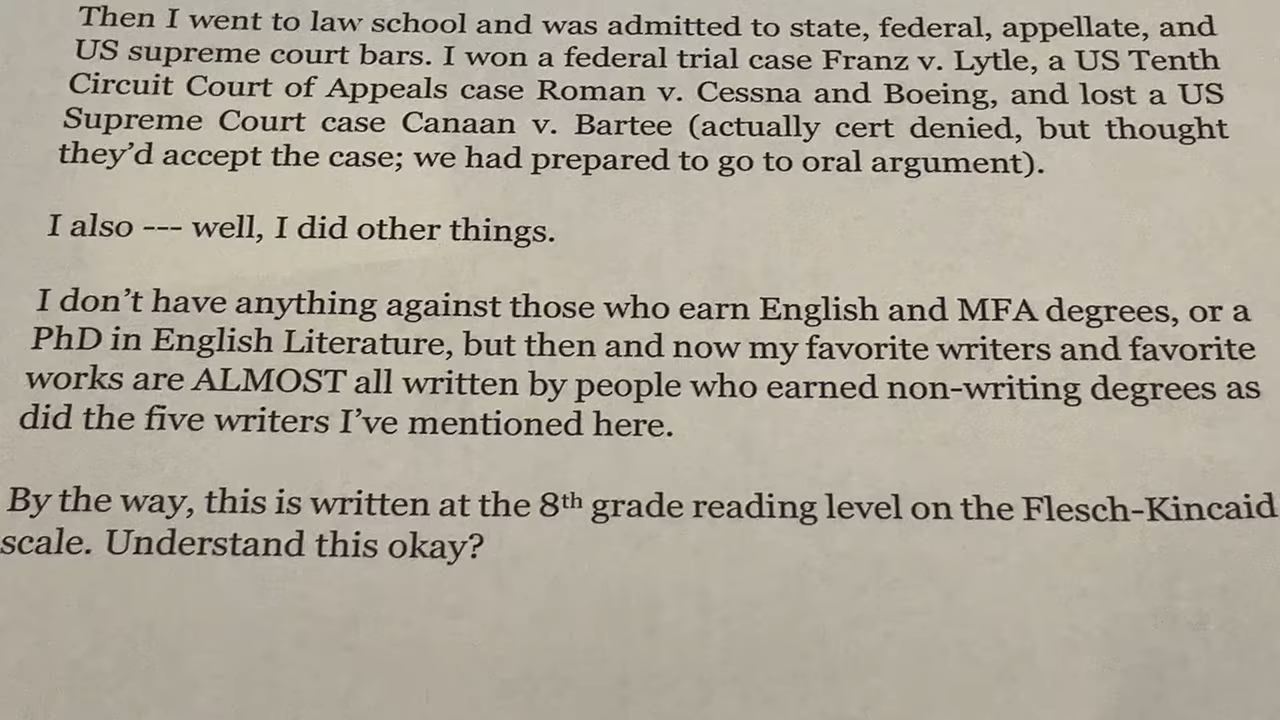 Then I went to law school and was admitted to state, federal, appellate, and
US supreme court bars. I won a federal trial case Franz v. Lytle, a US Tenth
Circuit Court of Appeals case Roman v. Cessna and Boeing, and lost a US
Supreme Court case Canaan v. Bartee (actually cert denied, but thought
they’d accept the case; we had prepared to go to oral argument).
I also --- well, I did other things.
I don’t have anything against those who earn English and MFA degrees, or a
PhD in English Literature, but then and now my favorite writers and favorite
works are ALMOST all written by people who earned non-writing degrees as
did the five writers I’ve mentioned here.
By the way, this is written at the 8th grade reading level on the Flesch-Kincaid
scale. Understand this okay?